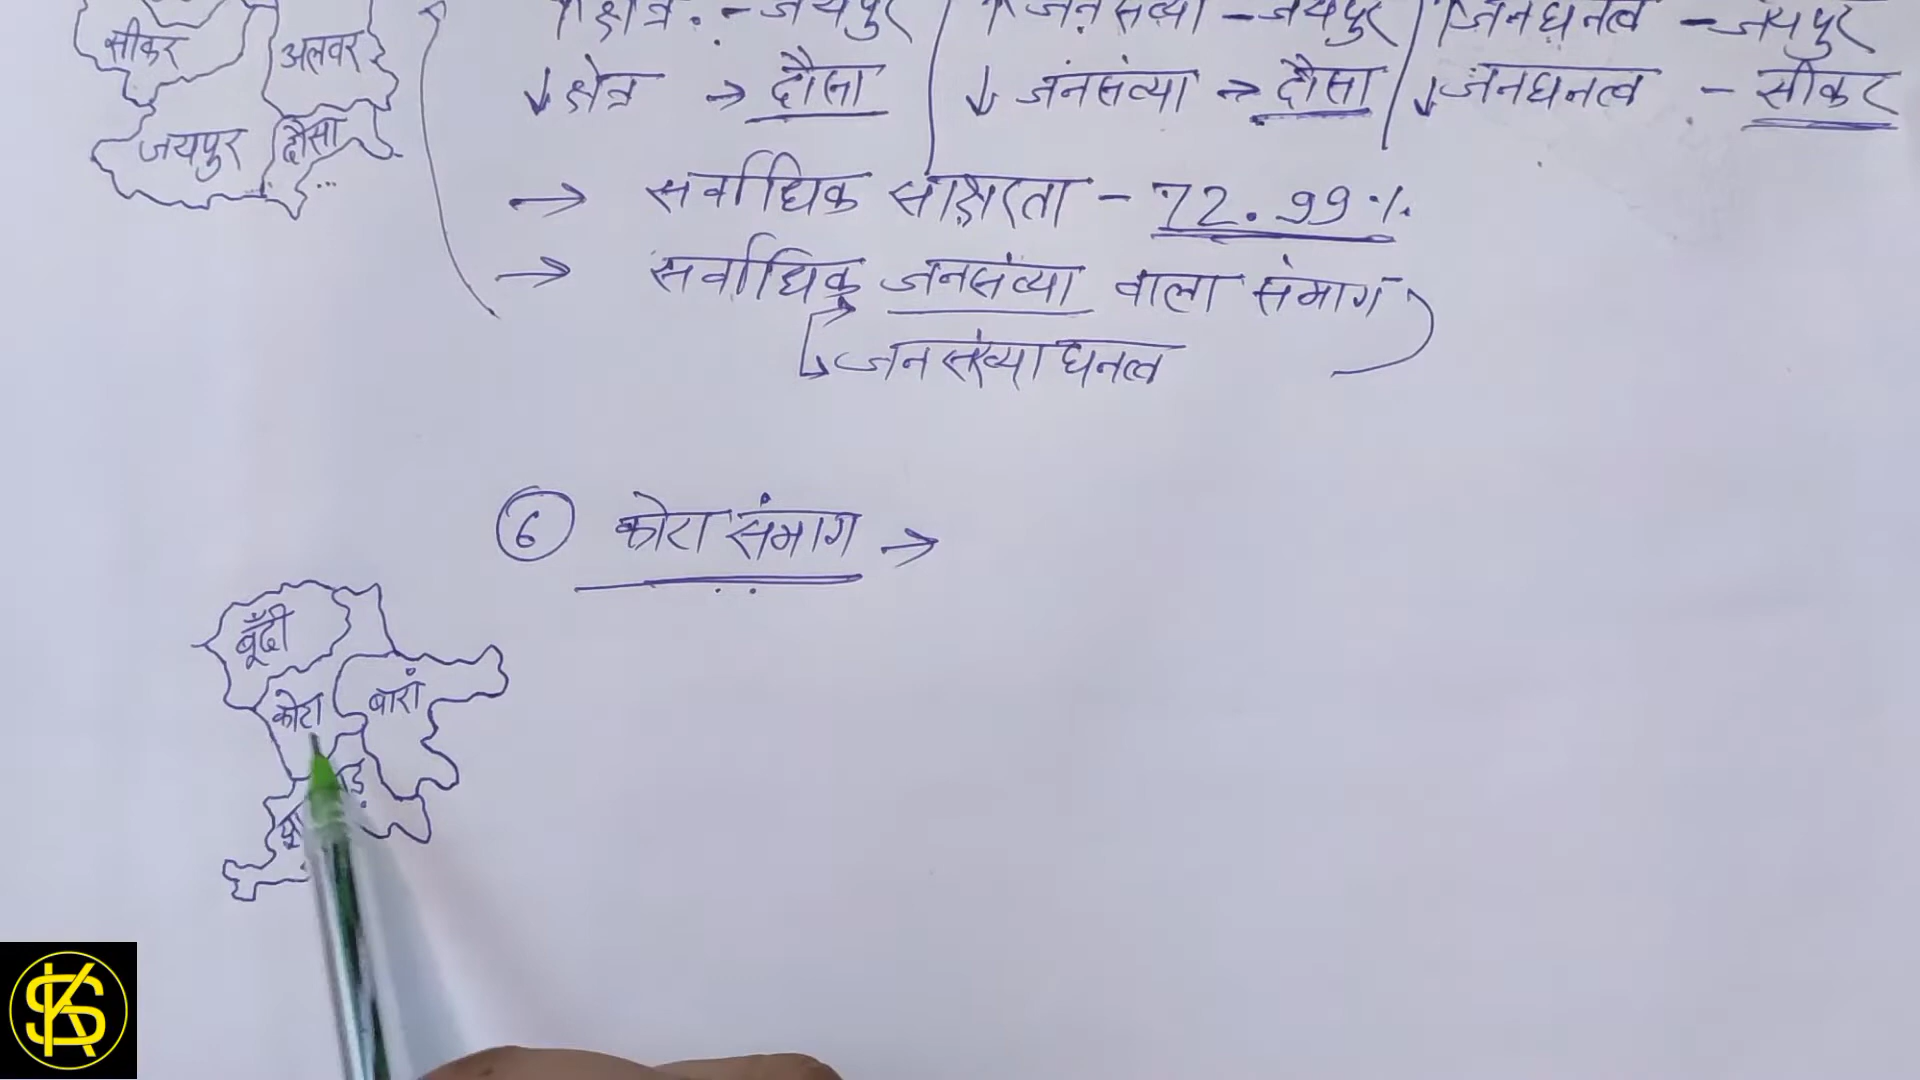 ↑ क्षेत्र. - जयपुर | ↑ जनसंख्या - जयपुर | ↑ जनघनत्व - जयपुर
↓ क्षेत्र → दौसा | ↓ जनसंख्या → दौसा | ↓ जनघनत्व - सीकर
→ सर्वाधिक साक्षरता - 72.99%
→ सर्वाधिक जनसंख्या वाला संभाग
↳ जनसंख्या घनत्व
सीकर अलवर
जयपुर दौसा
6 कोटा संभाग →
बूँदी
कोटा बारां
SK